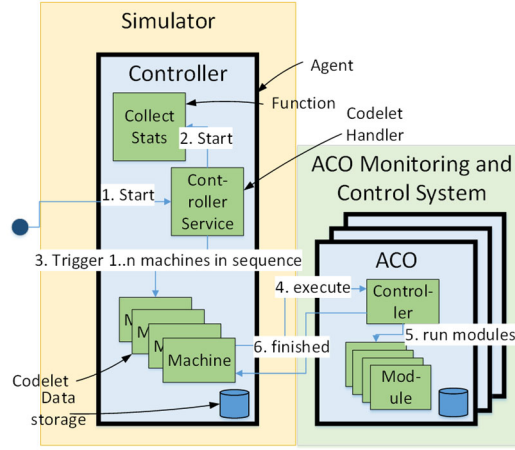 Simulator
Controller
Agent
Collect
Stats
Function
2. Start
Codelet
Handler
ACO Monitoring and
Control System
1. Start
Cont-
roller
Service
3. Trigger 1..n machines in sequence
ACO
4. execute
Control-
ler
M
M
M
Machine
6. finished
5. run modules
Mod-
ule
Codelet
Data
storage